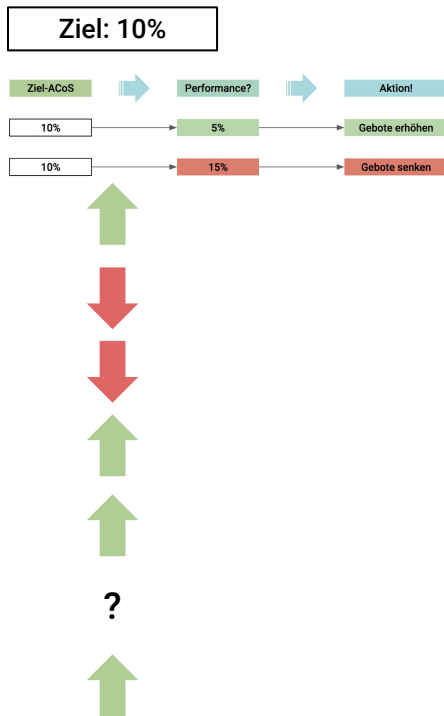 Ziel: 10%
Ziel-ACoS Performance? Aktion!
10% 5% Gebote erhöhen
10% 15% Gebote senken
?